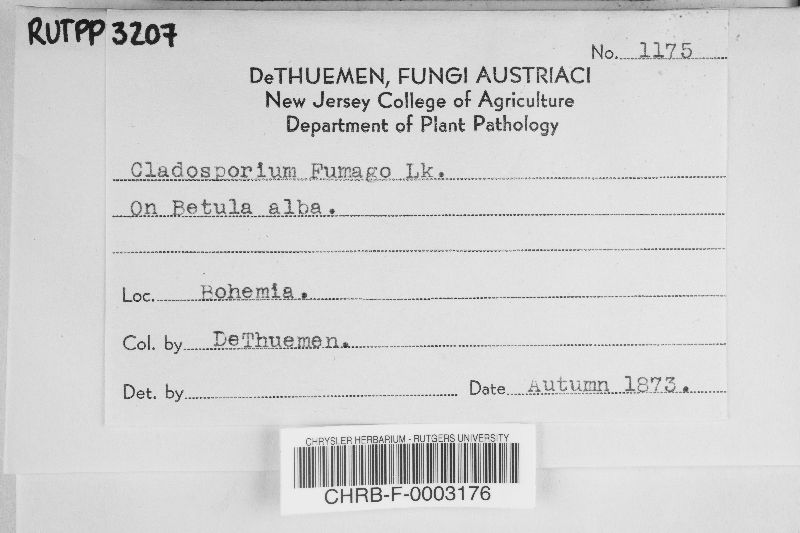 RUTPP 3207
No. 1175
DeTHUEMEN, FUNGI AUSTRIACI
New Jersey College of Agriculture
Department of Plant Pathology
Cladosporium Fumago Lk.
On Betula alba.
Loc. Bohemia.
Col. by DeThuemen.
Det. by
Date Autumn 1873.
CHRYSLER HERBARIUM - RUTGERS UNIVERSITY
CHRB-F-0003176